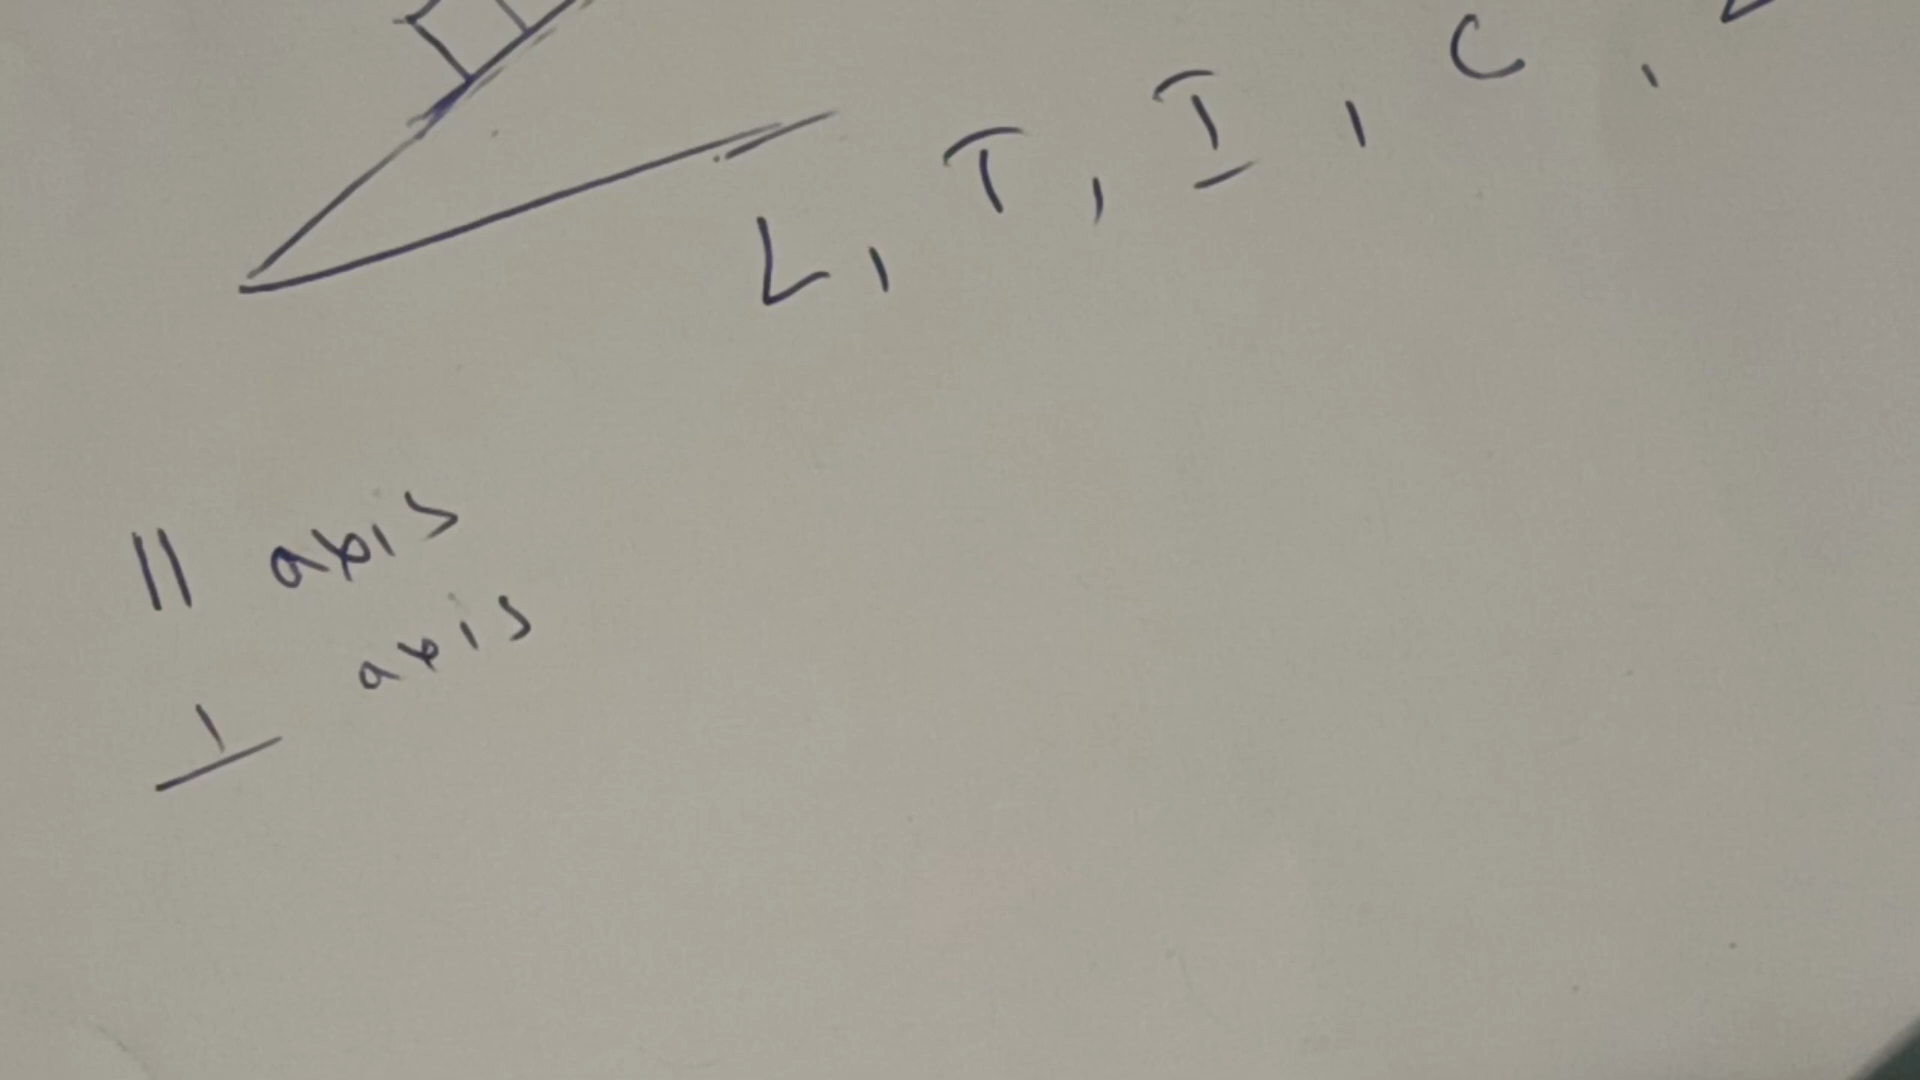 L, T, I, C,
|| axis
⊥ axis